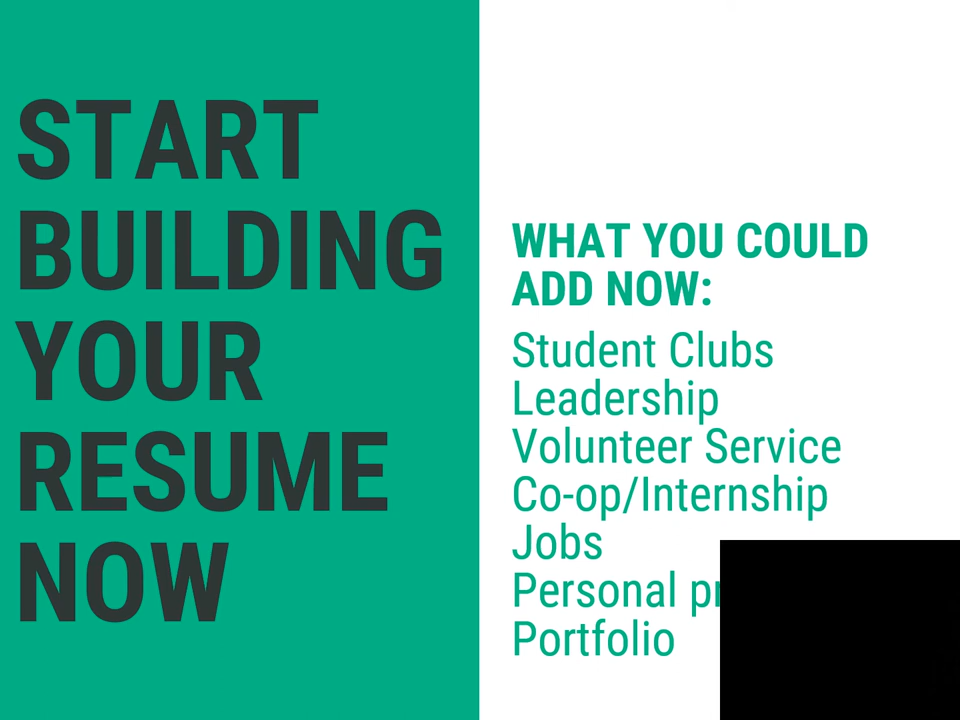 START
BUILDING
YOUR
RESUME
NOW
WHAT YOU COULD
ADD NOW:
Student Clubs
Leadership
Volunteer Service
Co-op/Internship
Jobs
Personal
Portfolio